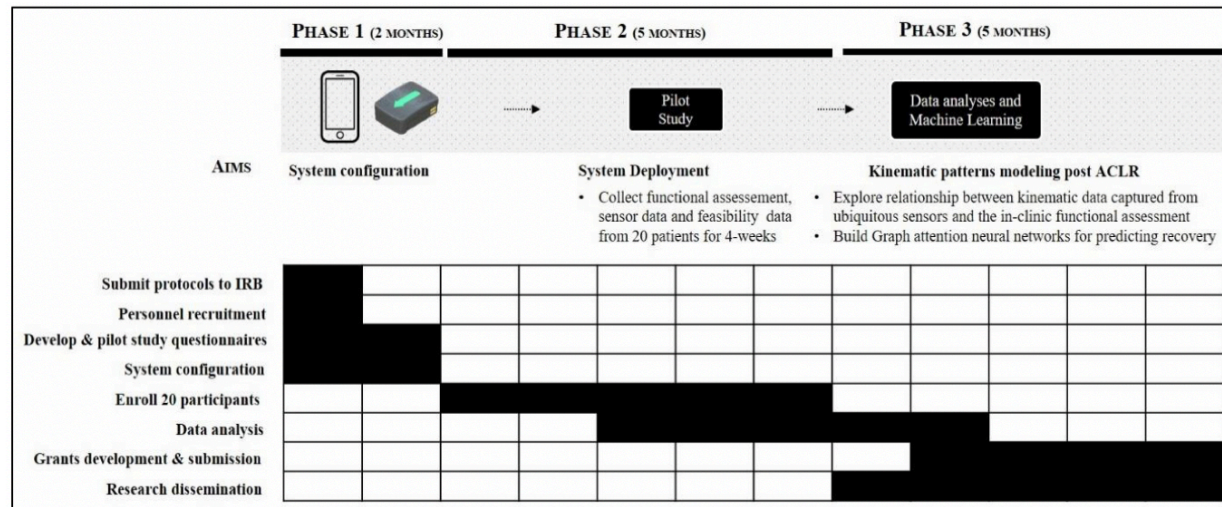 PHASE 1 (2 MONTHS)
PHASE 2 (5 MONTHS)
PHASE 3 (5 MONTHS)
Pilot
Study
Data analyses and
Machine Learning
AIMS
System configuration
System Deployment
• Collect functional assessement,
sensor data and feasibility data
from 20 patients for 4-weeks
Kinematic patterns modeling post ACLR
• Explore relationship between kinematic data captured from
ubiquitous sensors and the in-clinic functional assessment
• Build Graph attention neural networks for predicting recovery
Submit protocols to IRB
Personnel recruitment
Develop & pilot study questionnaires
System configuration
Enroll 20 participants
Data analysis
Grants development & submission
Research dissemination